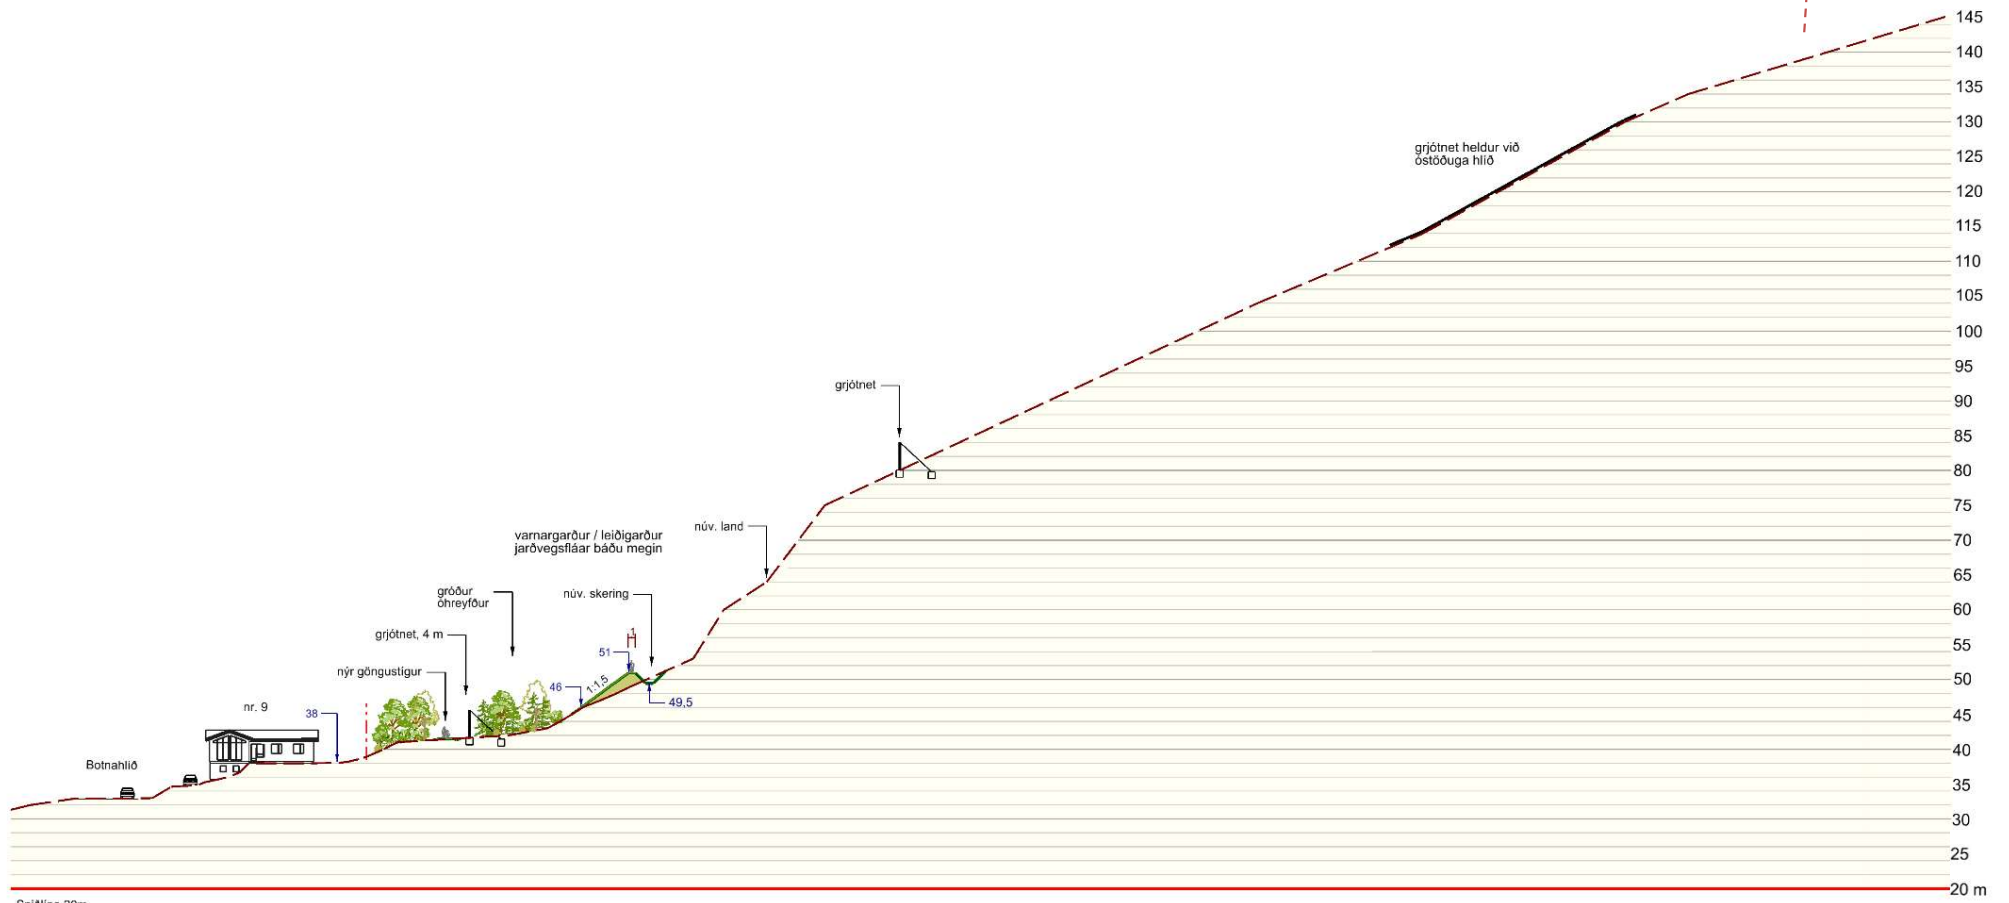 145
140
135
130
grjótnet heldur við
óstöðuga hlíð
125
120
115
110
105
100
95
grjótnet
90
85
80
75
núv. land
varnargarður / leiðigarður
jarðvegsfláar báðu megin
70
65
gróður
óhreyfður
núv. skering
60
grjótnet, 4 m
1
55
51
nýr göngustígur
1:1,5
46
50
49,5
nr. 9
38
45
40
Botnahlíð
35
30
25
20 m